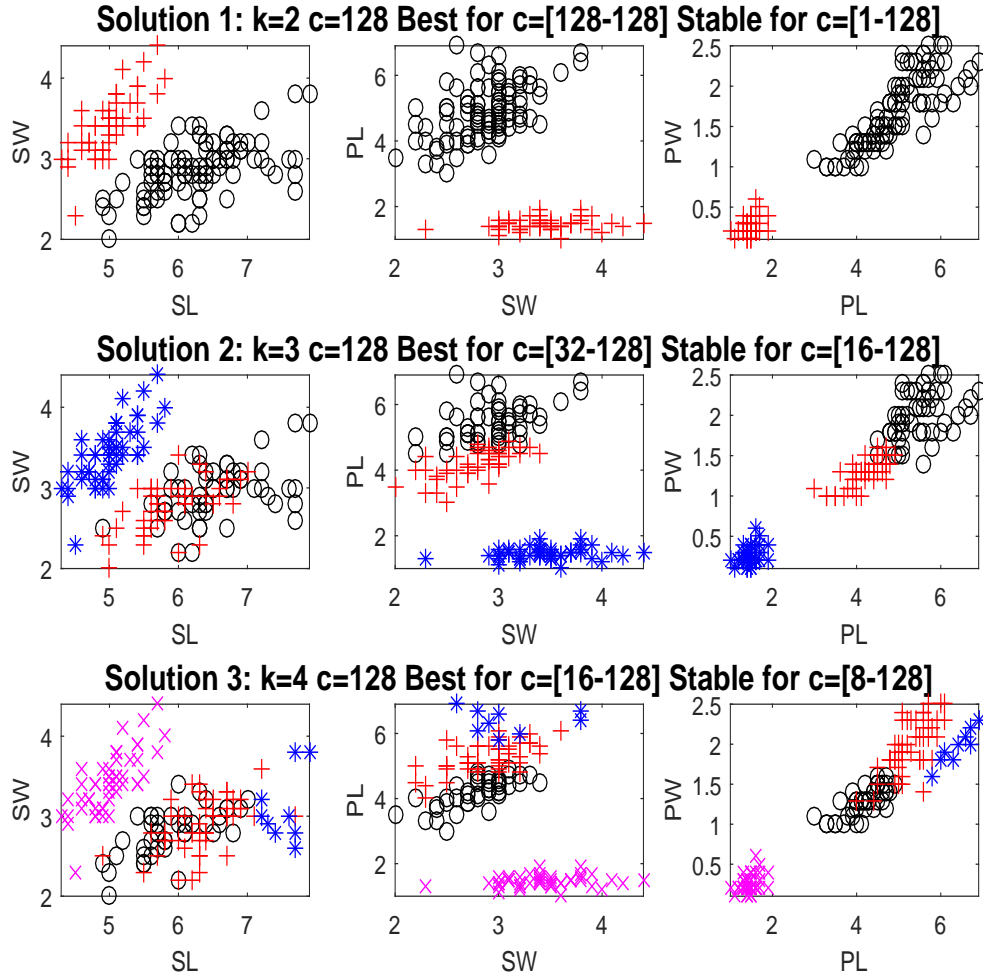 Solution 1: k=2 c=128 Best for c=[128-128] Stable for c=[1-128]
SW
4
3
2
5 6 7
SL
PL
6
4
2
2 3 4
SW
PW
2.5
2
1.5
1
0.5
2 4 6
PL
Solution 2: k=3 c=128 Best for c=[32-128] Stable for c=[16-128]
SW
4
3
2
5 6 7
SL
PL
6
4
2
2 3 4
SW
PW
2.5
2
1.5
1
0.5
2 4 6
PL
Solution 3: k=4 c=128 Best for c=[16-128] Stable for c=[8-128]
SW
4
3
2
5 6 7
SL
PL
6
4
2
2 3 4
SW
PW
2.5
2
1.5
1
0.5
2 4 6
PL